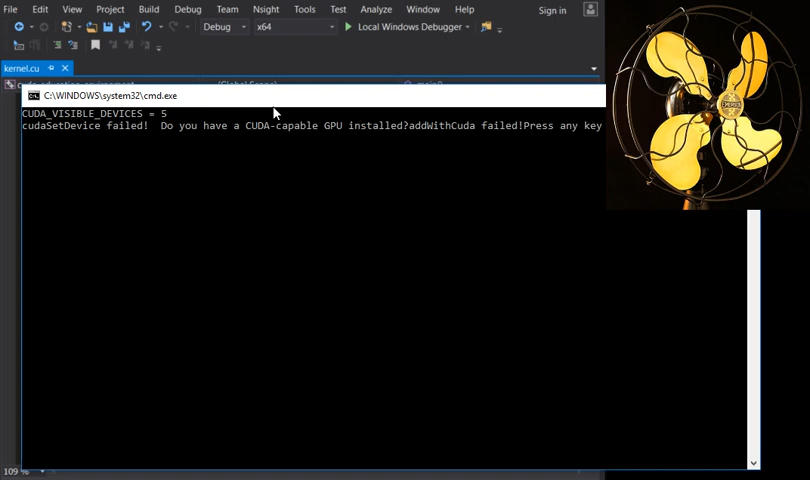 File Edit View Project Build Debug Team Nsight Tools Test Analyze Window Help Sign in
Debug x64 Local Windows Debugger
kernel.cu
C:\WINDOWS\system32\cmd.exe
CUDA_VISIBLE_DEVICES = 5
cudaSetDevice failed!  Do you have a CUDA-capable GPU installed?addWithCuda failed!Press any key
109 %
EMERSON